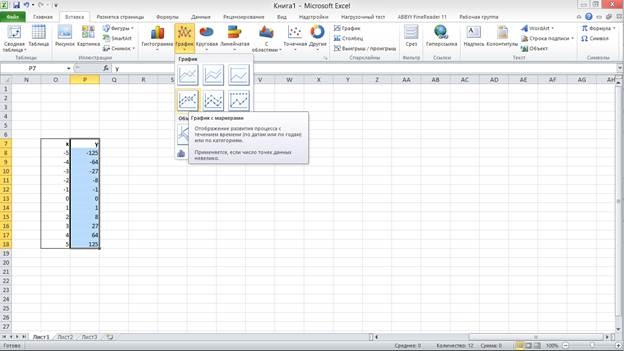 Книга1 - Microsoft Excel
Файл Главная Вставка Разметка страницы Формулы Данные Рецензирование Вид Надстройки Нагрузочный тест ABBYY FineReader 11 Рабочая группа
Сводная таблица Таблица Рисунок Картинка Фигуры SmartArt Снимок Гистограмма График Круговая Линейчатая С областями Точечная Другие График Столбец Выигрыш / проигрыш Срез Гиперссылка Надпись Колонтитулы WordArt Строка подписи Объект Формула Символ
Таблицы Иллюстрации Спарклайны Фильтр Ссылки Текст Символы
P7 fx y
График
N O P Q R S V W X Y Z AA AB AC AD AE AF AG AH
1
2
3
4
График с маркерами
5
Отображение развития процесса с
течением времени (по датам или по годам)
или по категориям.
6
7 x y
Применяется, если число точек данных
невелико.
8 -5 -125
9 -4 -64
10 -3 -27
11 -2 -8
12 -1 -1
13 0 0
14 1 1
15 2 8
16 3 27
17 4 64
18 5 125
19
20
21
22
23
24
25
26
27
Лист1 Лист2 Лист3
Готово Среднее: 0 Количество: 12 Сумма: 0 100%